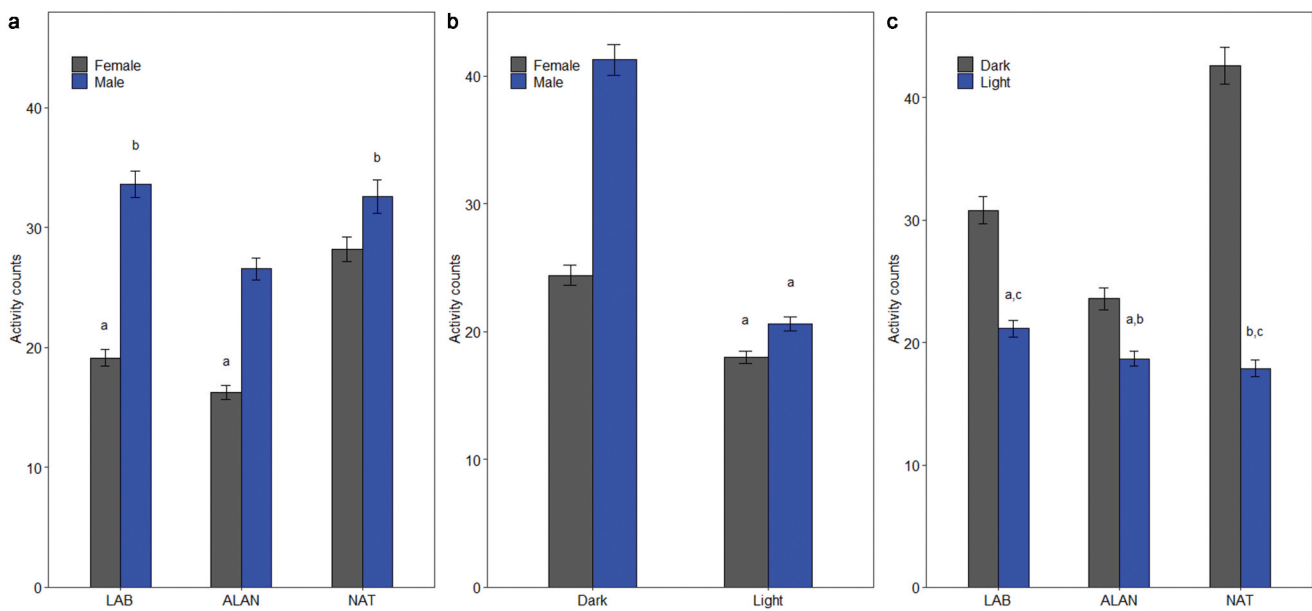 a
Female
Male
Activity counts
40
30
20
10
0
b
b
a
a
LAB ALAN NAT
b
Female
Male
Activity counts
40
30
20
10
0
a
a
Dark Light
c
Dark
Light
Activity counts
40
30
20
10
0
a,c
a,b
b,c
LAB ALAN NAT